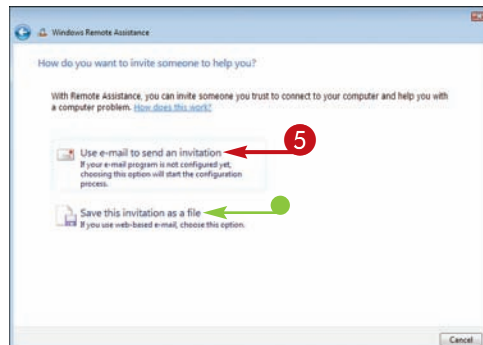 Windows Remote Assistance
How do you want to invite someone to help you?
With Remote Assistance, you can invite someone you trust to connect to your computer and help you with
a computer problem. How does this work?
Use e-mail to send an invitation
5
If your e-mail program is not configured yet,
choosing this option will start the configuration
process.
Save this invitation as a file
If you use web-based e-mail, choose this option.
Cancel